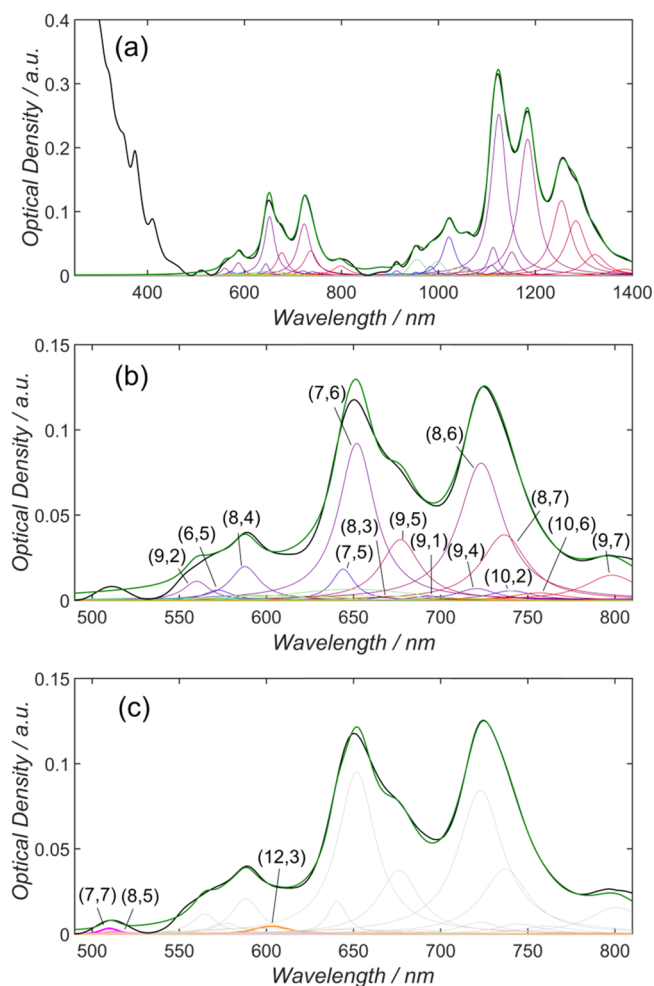 (a)
Optical Density / a.u.
0.4
0.3
0.2
0.1
0
400 600 800 1000 1200 1400
Wavelength / nm
(b)
Optical Density / a.u.
0.15
0.1
0.05
0
(7,6)
(8,6)
(8,4)
(6,5)
(9,2)
(8,3)
(9,5)
(7,5)
(9,1)
(9,4)
(8,7)
(10,6)
(9,7)
(10,2)
500 550 600 650 700 750 800
Wavelength / nm
(c)
Optical Density / a.u.
0.15
0.1
0.05
0
(7,7)
(8,5)
(12,3)
500 550 600 650 700 750 800
Wavelength / nm